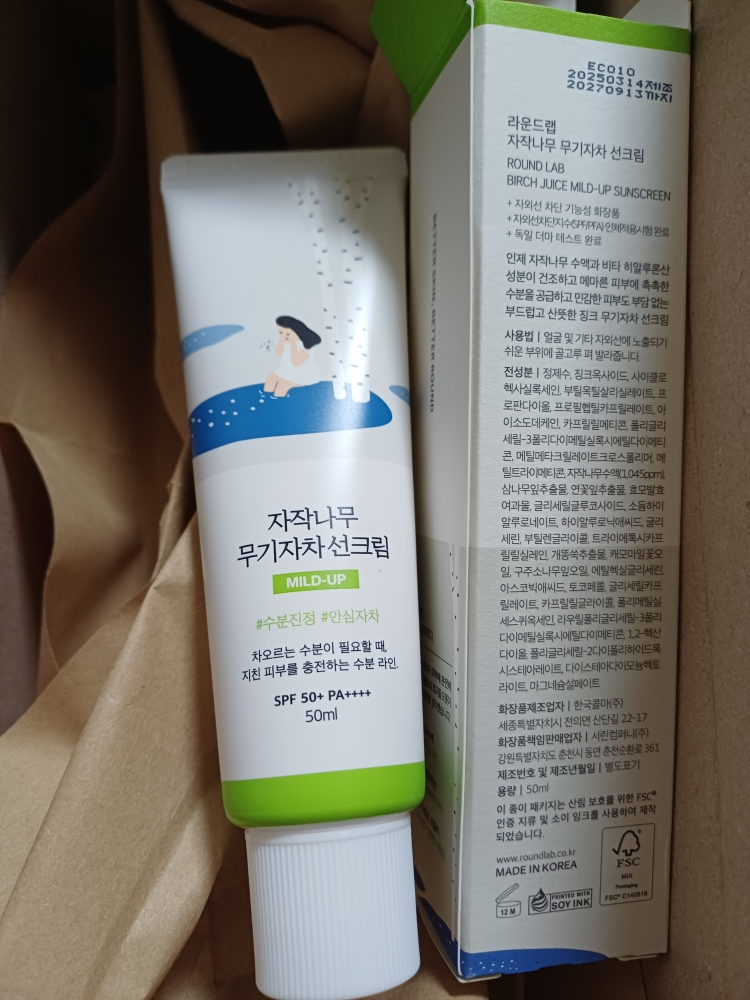 자작나무
무기자차 선크림
MILD-UP
#수분진정 #안심자차
차오르는 수분이 필요할 때,
지친 피부를 충전하는 수분 라인.
SPF 50+ PA++++
50ml
BETTER SKIN, BETTER ROUND
EC010
20250314제조
20270913까지
라운드랩
자작나무 무기자차 선크림
ROUND LAB
BIRCH JUICE MILD-UP SUNSCREEN
+ 자외선 차단 기능성 화장품
+ 자외선차단지수(SPF/PFA) 인체적용시험 완료
+ 독일 더마 테스트 완료
인제 자작나무 수액과 비타 히알루론산
성분이 건조하고 메마른 피부에 촉촉한
수분을 공급하고 민감한 피부도 부담 없는
부드럽고 산뜻한 징크 무기자차 선크림
사용법 | 얼굴 및 기타 자외선에 노출되기
쉬운 부위에 골고루 펴 발라줍니다.
전성분 | 정제수, 징크옥사이드, 사이클로
헥사실록세인, 부틸옥틸살리실레이트, 프
로판다이올, 프로필헵틸카프릴레이트, 아
이소도데케인, 카프릴릴메티콘, 폴리글리
세릴-3폴리다이메틸실록시에틸다이메티
콘, 메틸메타크릴레이트크로스폴리머, 메
틸트라이메티콘, 자작나무수액(1,045ppm),
삼나무잎추출물, 연꽃잎추출물, 효모발효
여과물, 글리세릴글루코사이드, 소듐하이
알루로네이트, 하이알루로닉애씨드, 글리
세린, 부틸렌글라이콜, 트라이에톡시카프
릴릴실레인, 개똥쑥추출물, 캐모마일꽃오
일, 구주소나무잎오일, 에틸헥실글리세린,
아스코빅애씨드, 토코페롤, 글리세릴카프
릴레이트, 카프릴릴글라이콜, 폴리메틸실
세스퀴옥세인, 라우릴폴리글리세릴-3폴리
다이메틸실록시에틸다이메티콘, 1,2-헥산
다이올, 폴리글리세릴-2다이폴리하이드록
시스테아레이트, 다이스테아다이모늄헥토
라이트, 마그네슘설페이트
화장품제조업자 | 한국콜마(주)
세종특별자치시 전의면 산단길 22-17
화장품책임판매업자 | 서린컴퍼니(주)
강원특별자치도 춘천시 동면 춘천순환로 361
제조번호 및 제조년월일 | 별도표기
용량 | 50ml
이 종이 패키지는 산림 보호를 위한 FSC®
인증 지류 및 소이 잉크를 사용하여 제작
되었습니다.
www.roundlab.co.kr
MADE IN KOREA
12 M
PRINTED WITH
SOY INK
FSC
MIX
Packaging
FSC® C140916